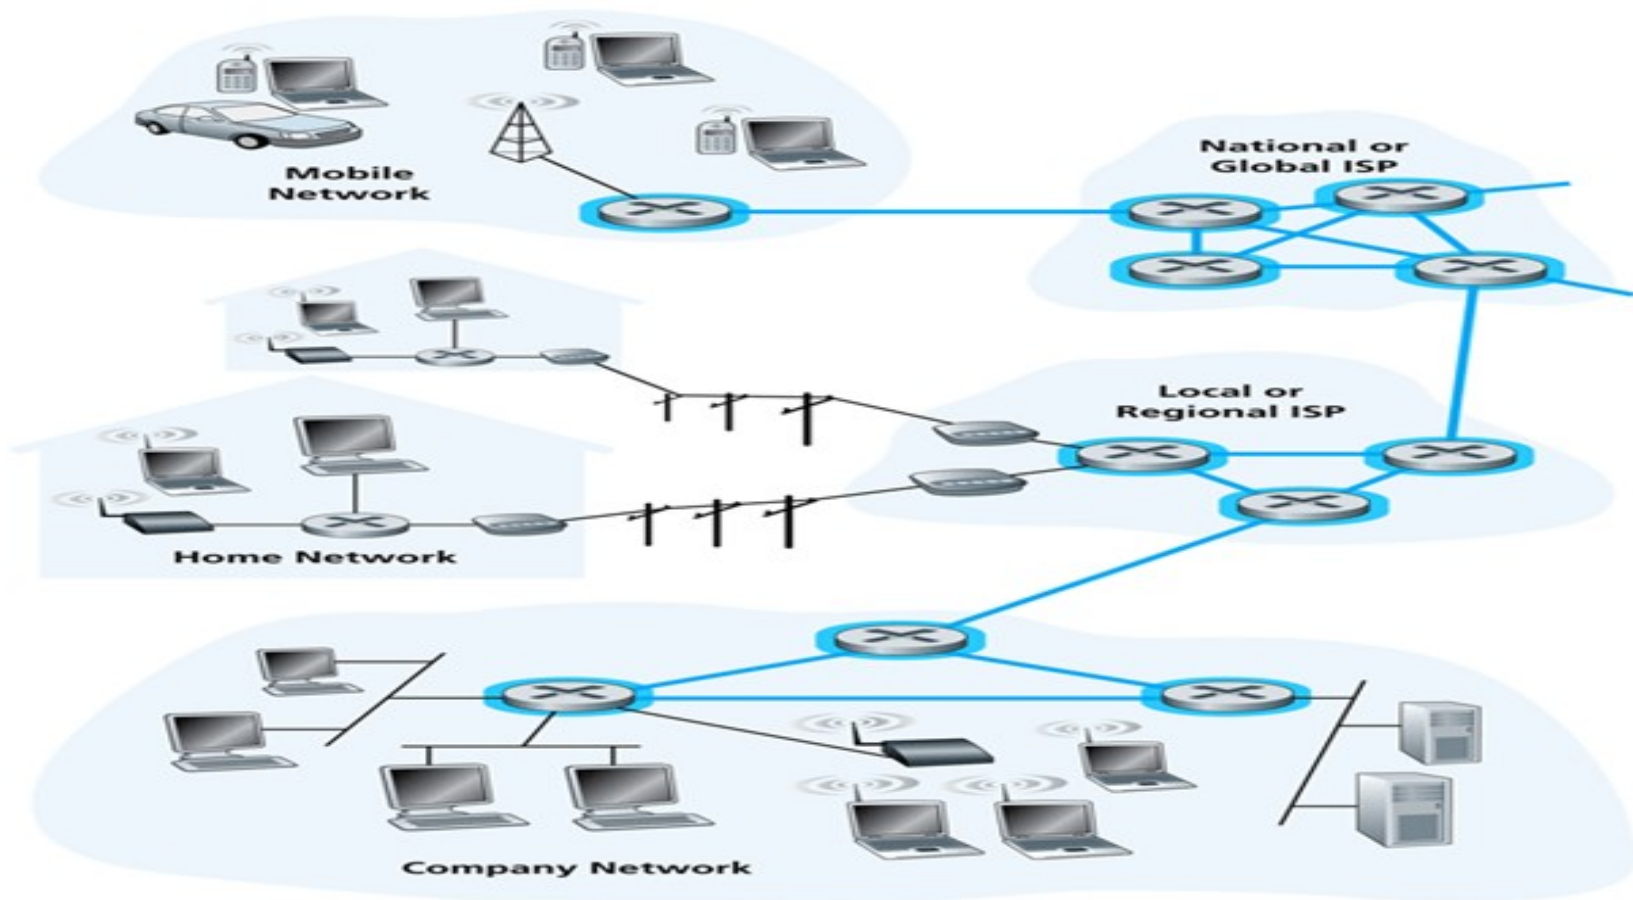 Mobile
Network
National or
Global ISP
Local or
Regional ISP
Home Network
Company Network